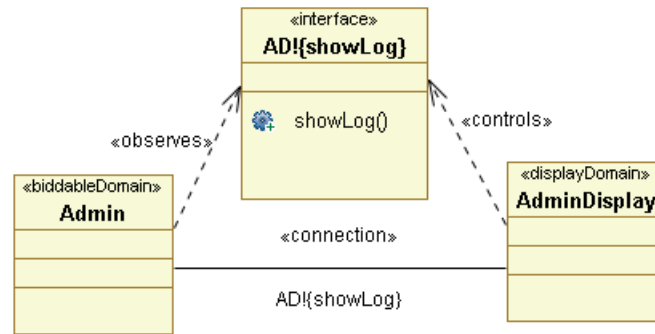 «interface»
AD!{showLog}
showLog()
«observes»
«controls»
«biddableDomain»
Admin
«displayDomain»
AdminDisplay
«connection»
AD!{showLog}